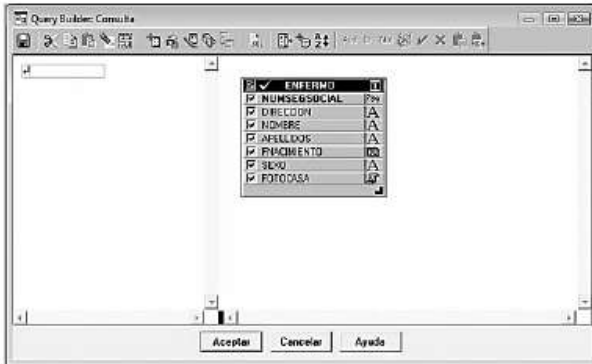 Query Builder: Consulta
ENFERMO
NUMSEGSOCIAL
DIRECCION
NOMBRE
APELLIDOS
FNACIMIENTO
SEXO
FOTOCASA
Aceptar Cancelar Ayuda